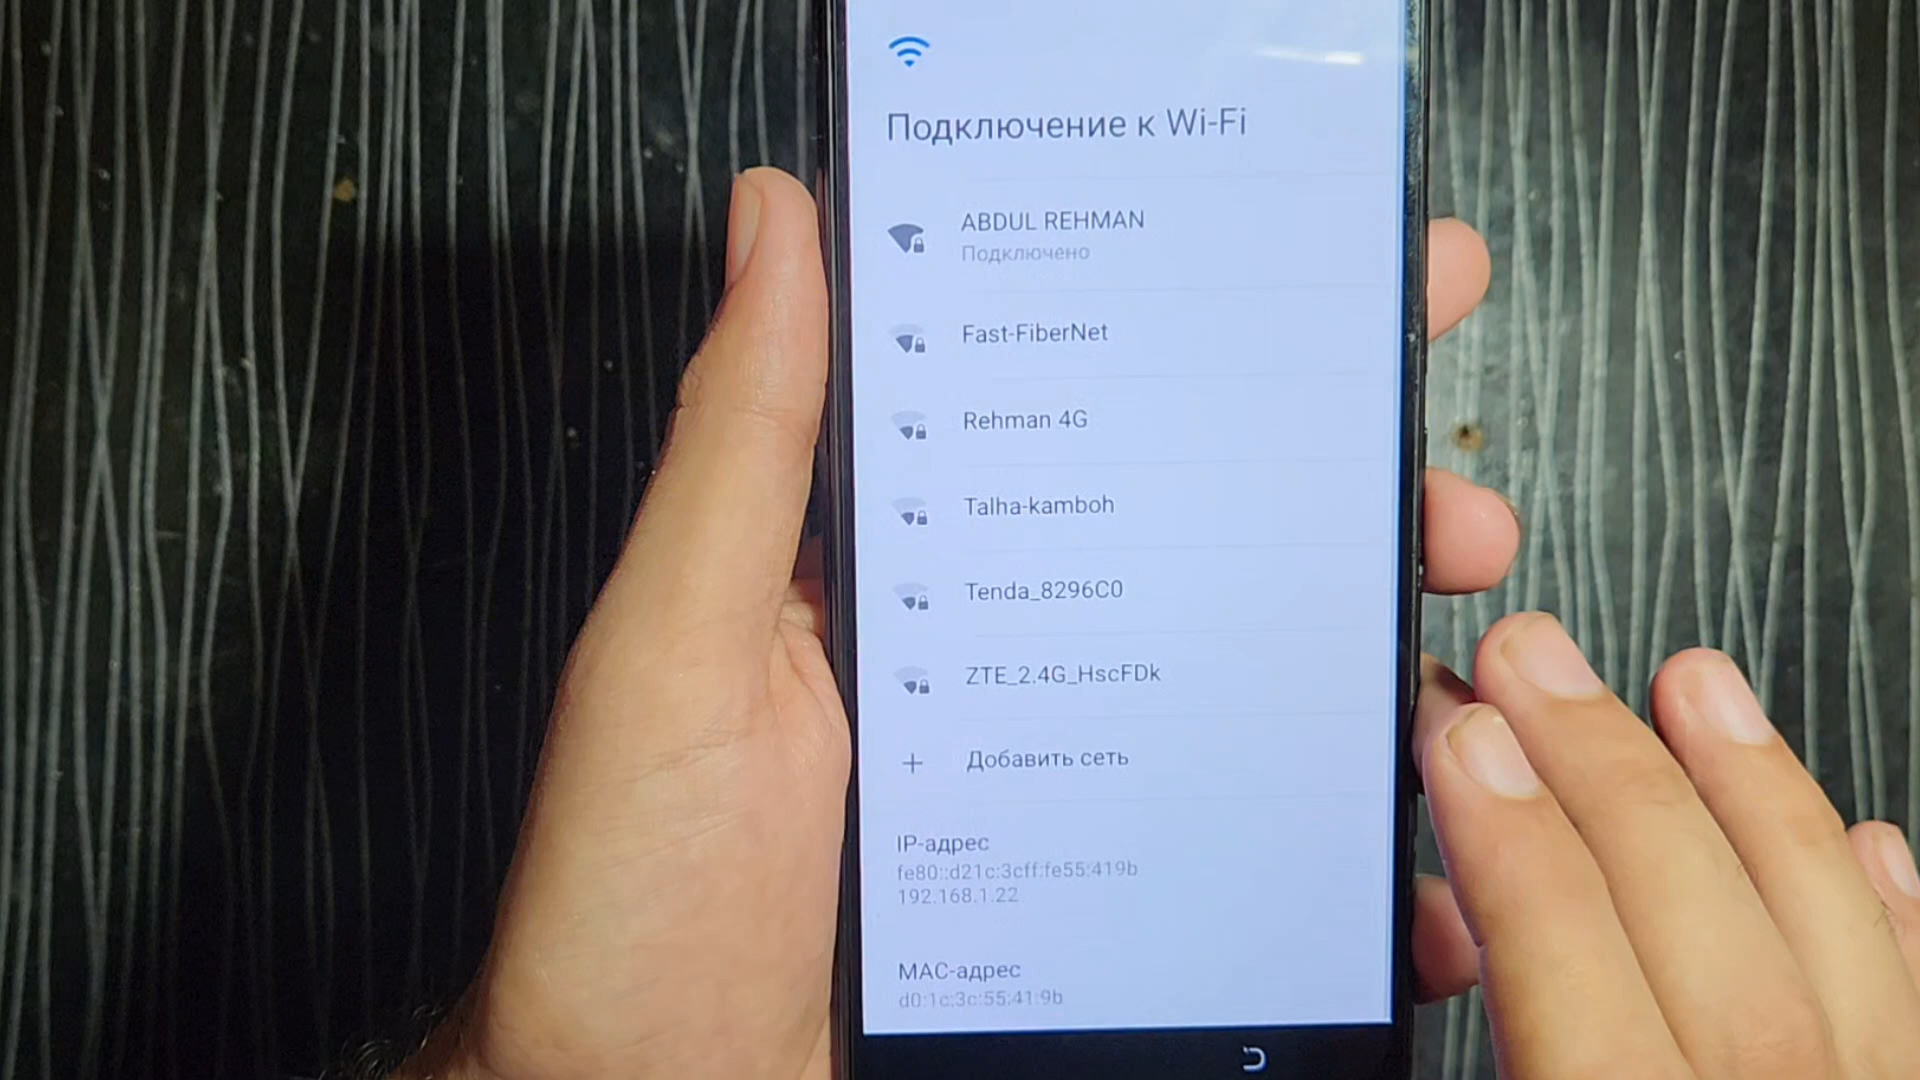 Подключение к Wi-Fi
ABDUL REHMAN
Подключено
Fast-FiberNet
Rehman 4G
Talha-kamboh
Tenda_8296C0
ZTE_2.4G_HscFDk
Добавить сеть
IP-адрес
fe80::d21c:3cff:fe55:419b
192.168.1.22
MAC-адрес
d0:1c:3c:55:41:9b